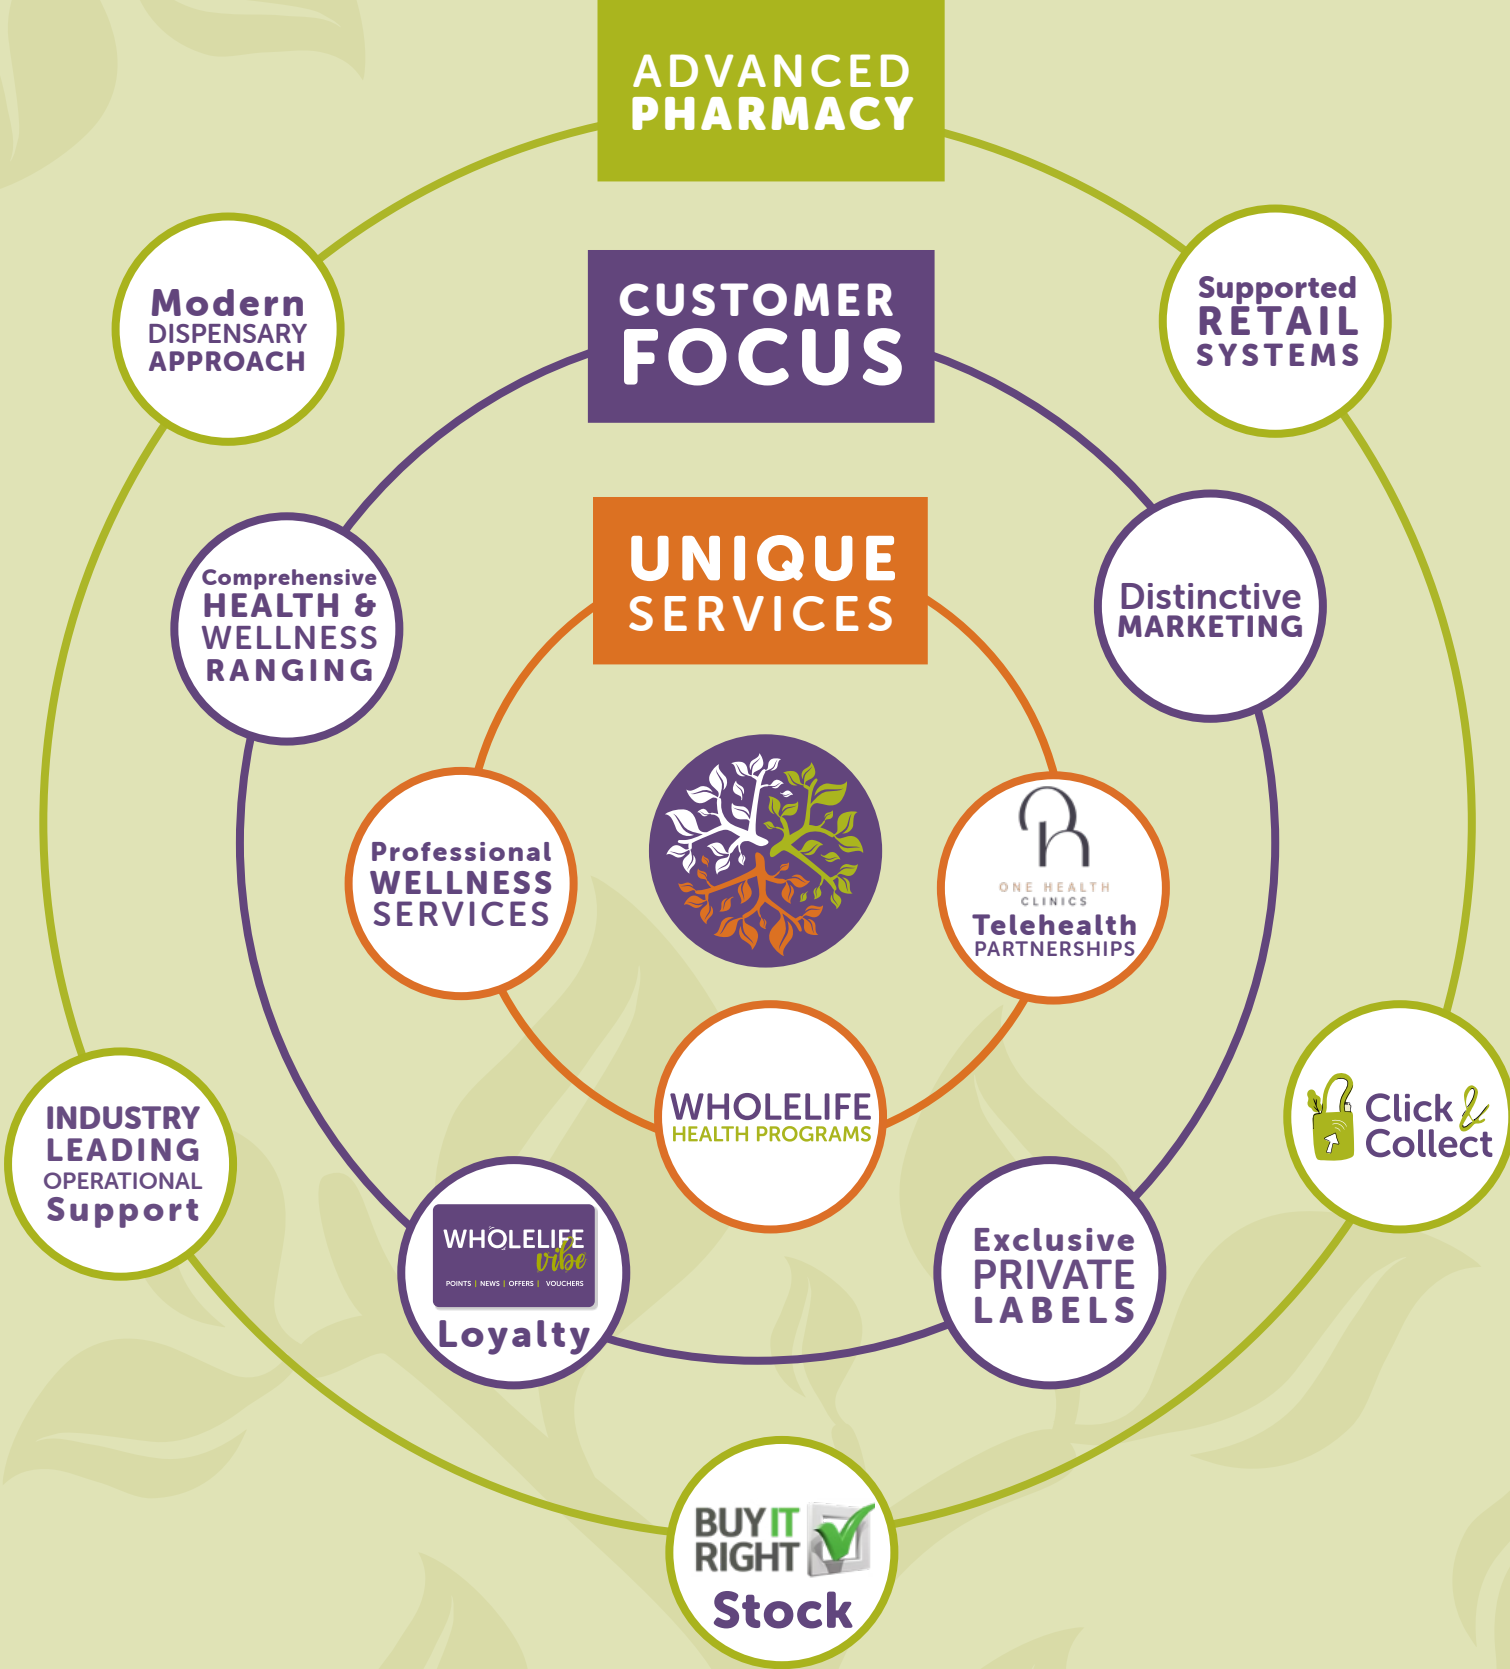 ADVANCED
PHARMACY
Modern
DISPENSARY
APPROACH
Supported
RETAIL
SYSTEMS
CUSTOMER
FOCUS
Comprehensive
HEALTH &
WELLNESS
RANGING
Distinctive
MARKETING
UNIQUE
SERVICES
Professional
WELLNESS
SERVICES
ONE HEALTH
CLINICS
Telehealth
PARTNERSHIPS
WHOLELIFE
HEALTH PROGRAMS
INDUSTRY
LEADING
OPERATIONAL
Support
Click &
Collect
WHOLELIFE
vibe
POINTS | NEWS | OFFERS | VOUCHERS
Loyalty
Exclusive
PRIVATE
LABELS
BUY IT
RIGHT
Stock